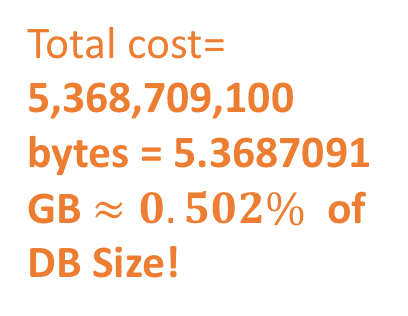 Total cost=
5,368,709,100
bytes = 5.3687091
GB ≈ 0.502% of
DB Size!